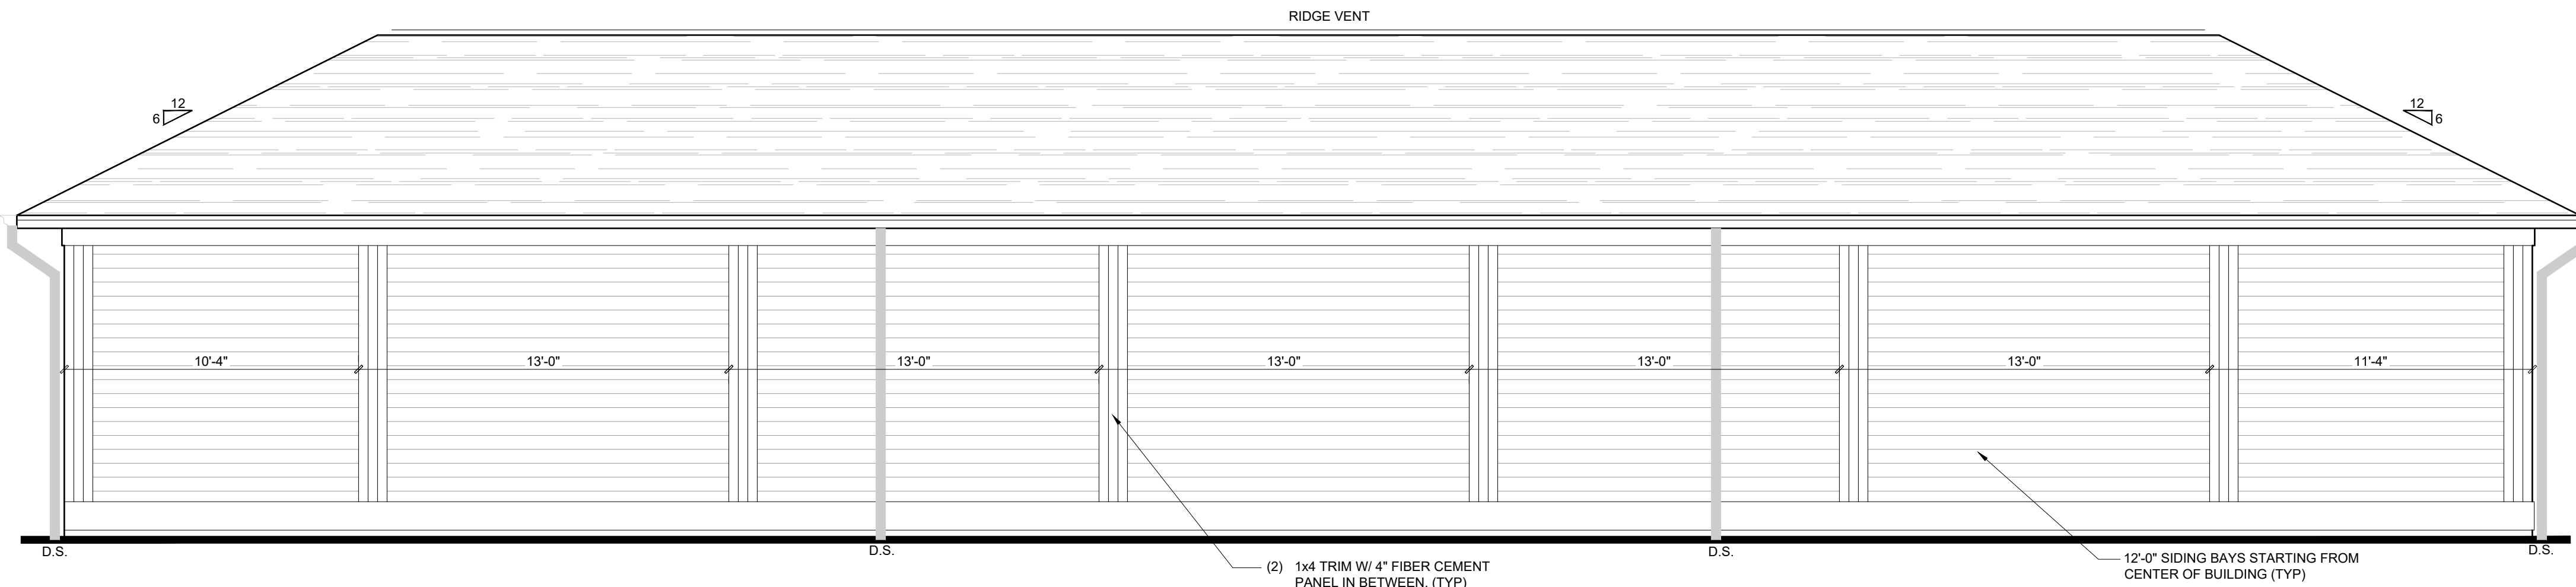 RIDGE VENT
12
6
12
6
10'-4"
13'-0"
13'-0"
13'-0"
13'-0"
13'-0"
11'-4"
D.S.
D.S.
D.S.
D.S.
(2) 1x4 TRIM W/ 4" FIBER CEMENT
PANEL IN BETWEEN. (TYP)
12'-0" SIDING BAYS STARTING FROM
CENTER OF BUILDING (TYP)